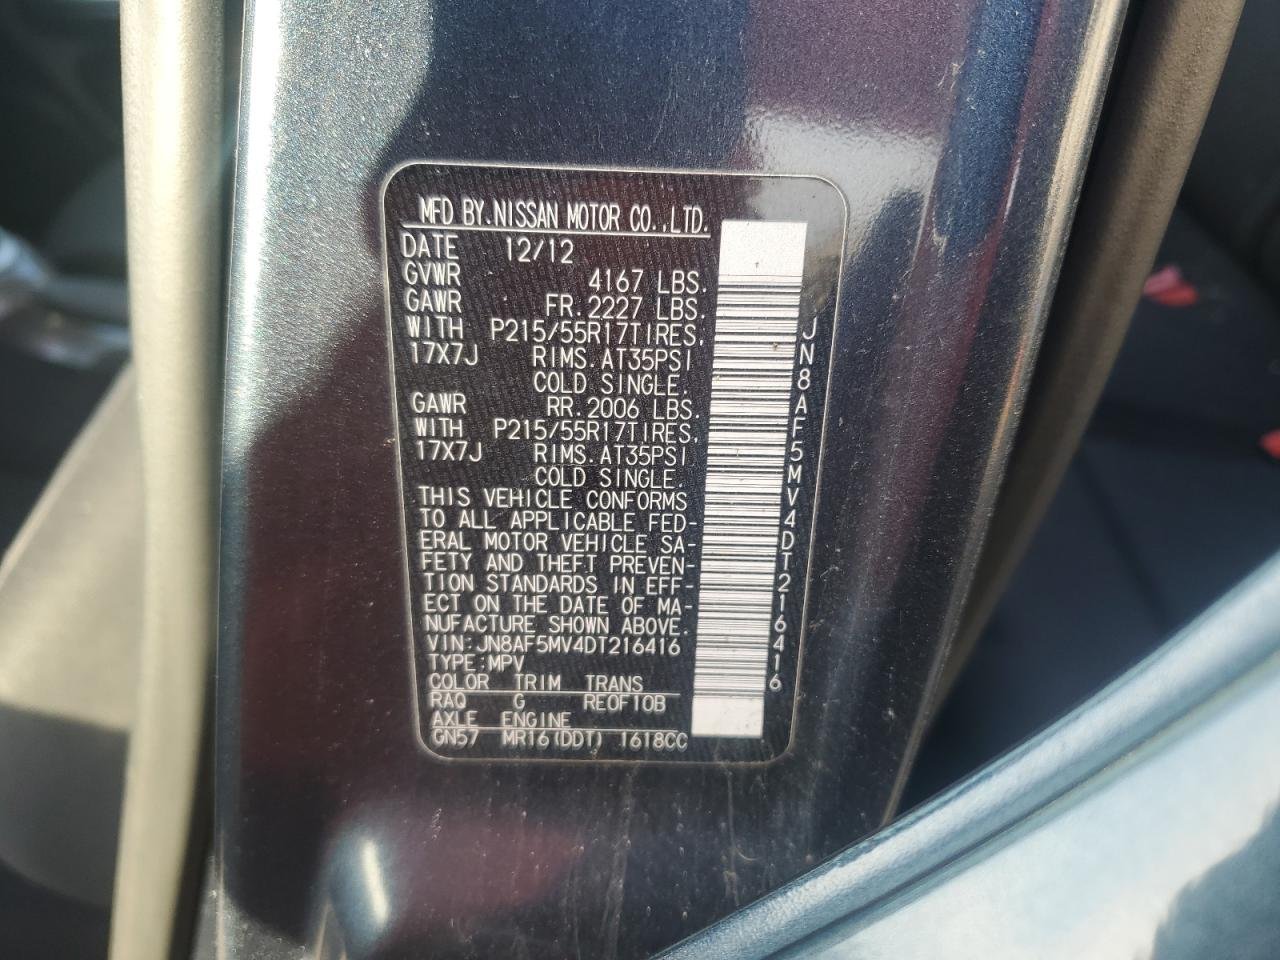 MFD BY.NISSAN MOTOR CO.,LTD.
DATE 12/12
GVWR 4167 LBS.
GAWR FR.2227 LBS.
WITH P215/55R17TIRES.
17X7J RIMS.AT35PSI
COLD SINGLE.
GAWR RR.2006 LBS.
WITH P215/55R17TIRES.
17X7J RIMS.AT35PSI
COLD SINGLE.
THIS VEHICLE CONFORMS
TO ALL APPLICABLE FED-
ERAL MOTOR VEHICLE SA-
FETY AND THEFT PREVEN-
TION STANDARDS IN EFF-
ECT ON THE DATE OF MA-
NUFACTURE SHOWN ABOVE.
VIN:JN8AF5MV4DT216416
TYPE:MPV
COLOR TRIM TRANS
RAQ G RE0F10B
AXLE ENGINE
GN57 MR16(DDT) 1618CC
JN8AF5MV4DT216416